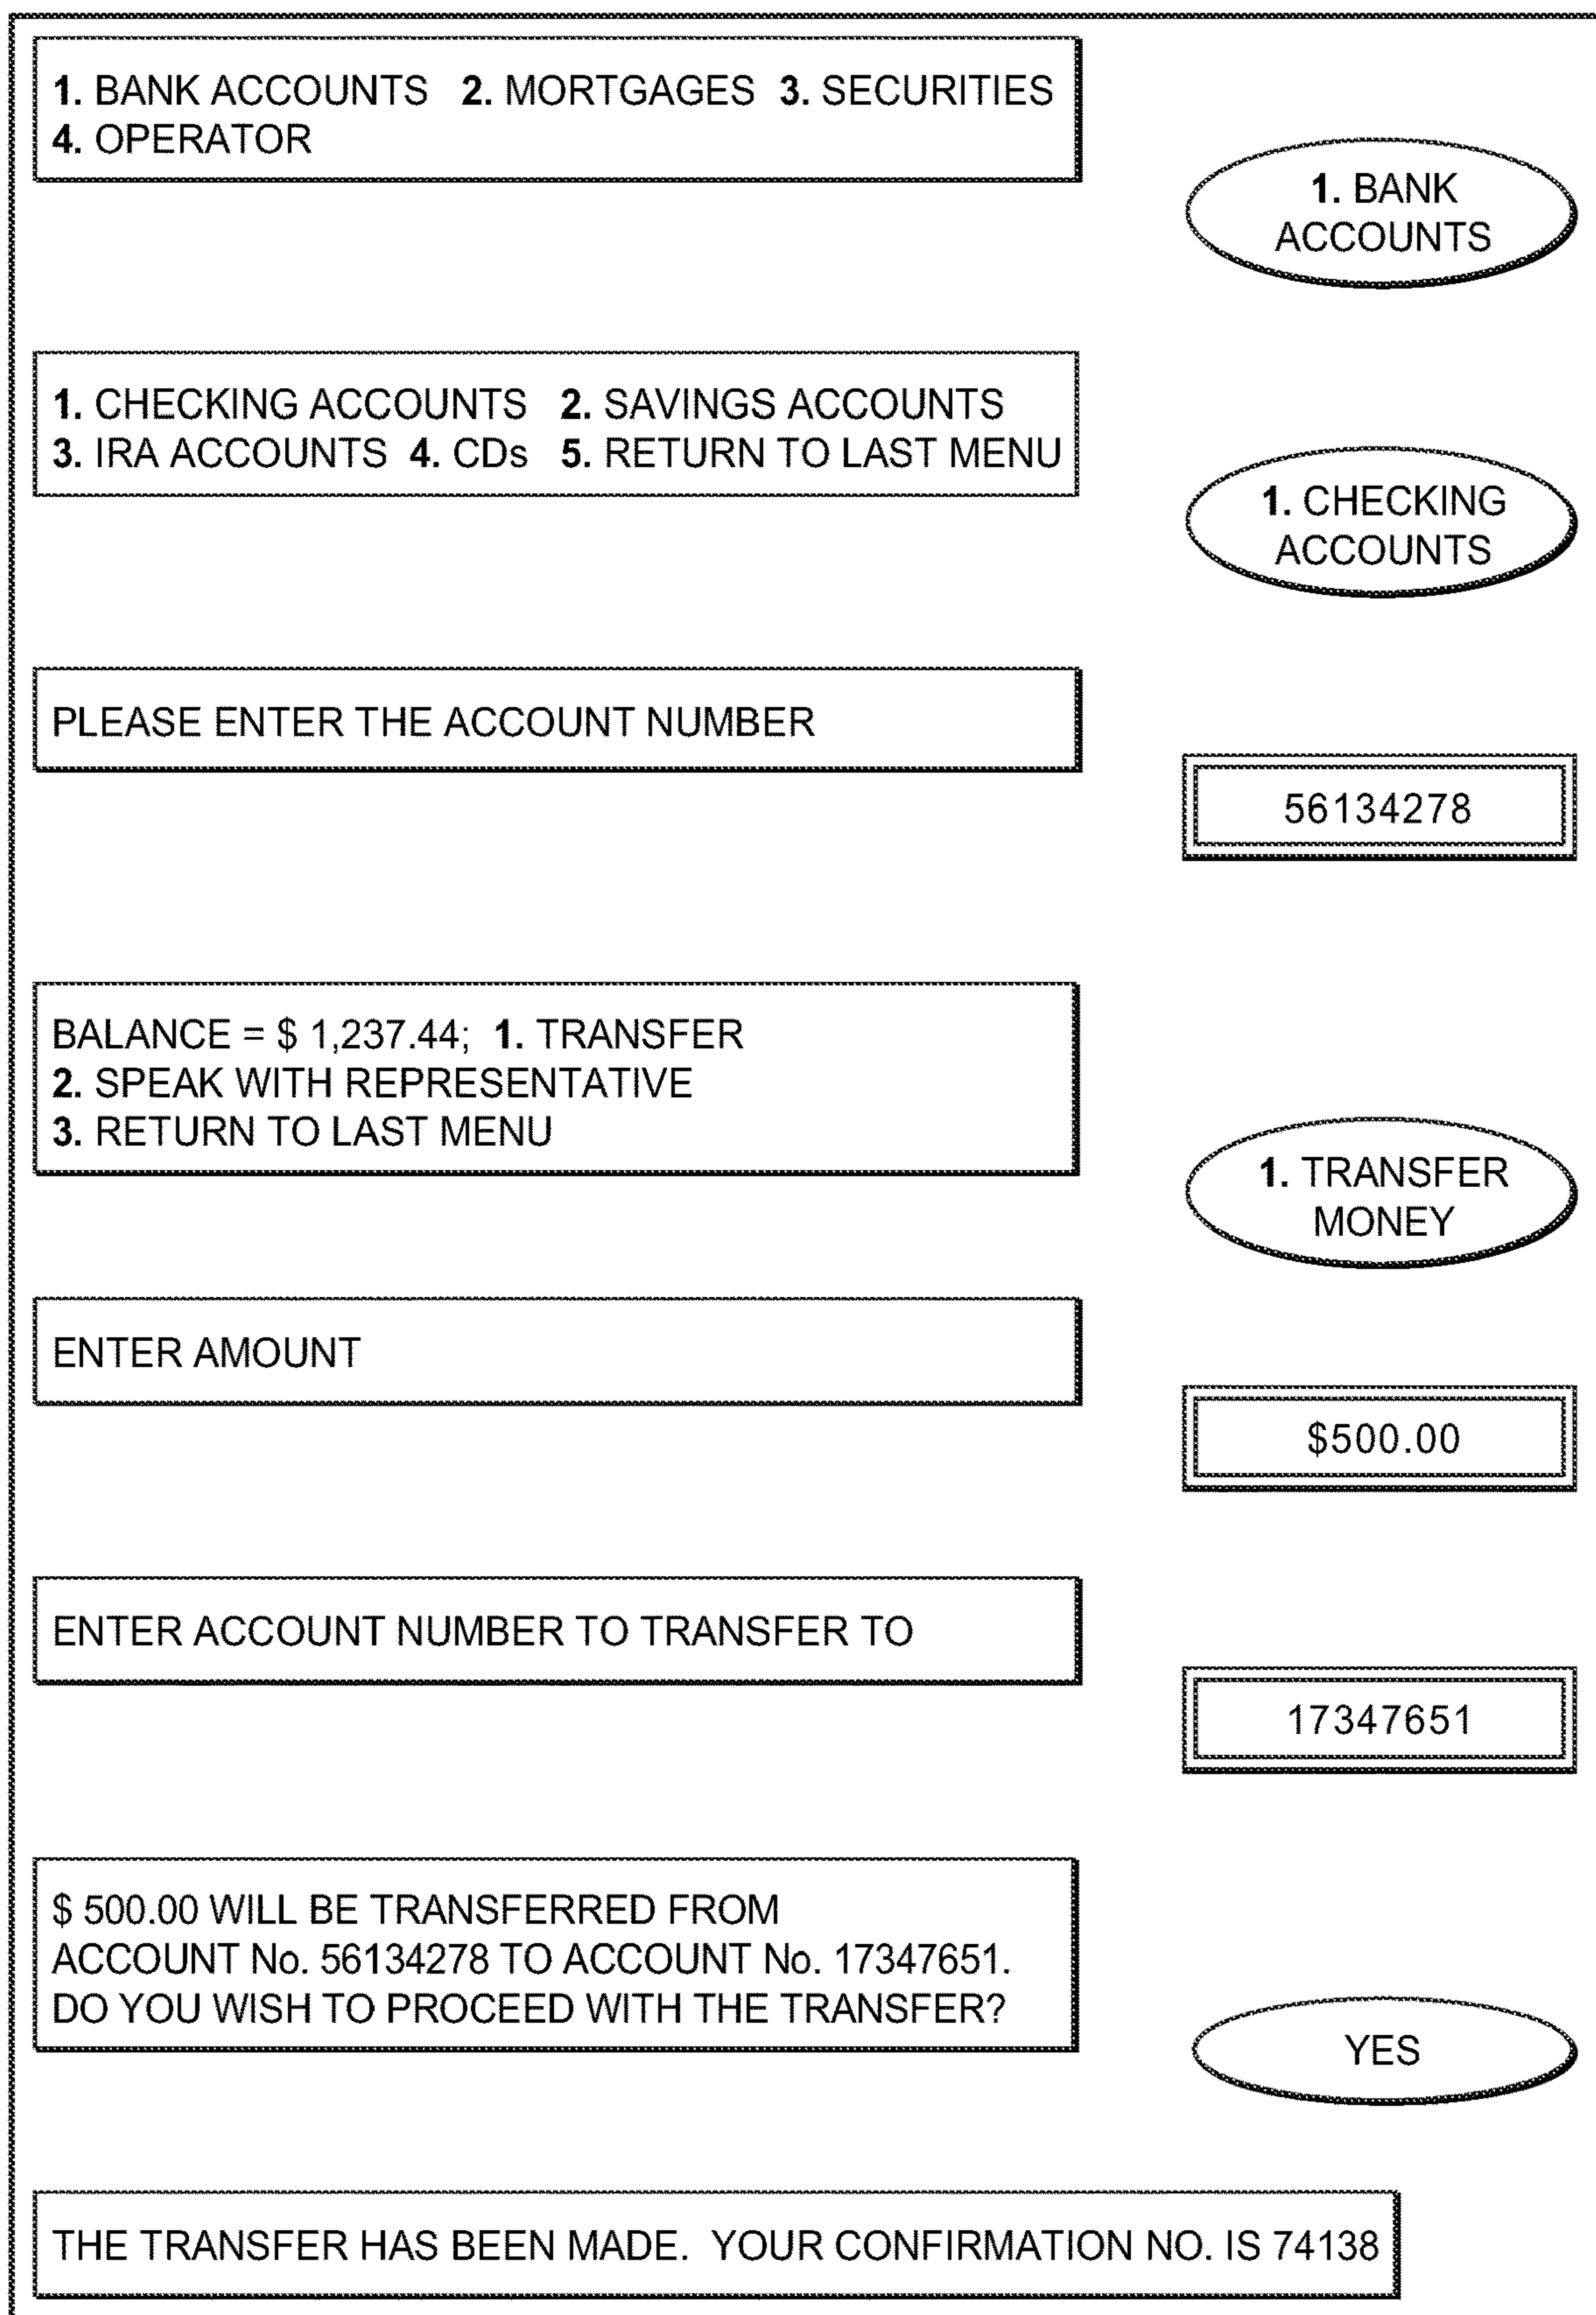 1. BANK ACCOUNTS 2. MORTGAGES 3. SECURITIES
4. OPERATOR
1. BANK
ACCOUNTS
1. CHECKING ACCOUNTS 2. SAVINGS ACCOUNTS
3. IRA ACCOUNTS 4. CDs 5. RETURN TO LAST MENU
1. CHECKING
ACCOUNTS
PLEASE ENTER THE ACCOUNT NUMBER
56134278
BALANCE = $ 1,237.44; 1. TRANSFER
2. SPEAK WITH REPRESENTATIVE
3. RETURN TO LAST MENU
1. TRANSFER
MONEY
ENTER AMOUNT
$500.00
ENTER ACCOUNT NUMBER TO TRANSFER TO
17347651
$ 500.00 WILL BE TRANSFERRED FROM
ACCOUNT No. 56134278 TO ACCOUNT No. 17347651.
DO YOU WISH TO PROCEED WITH THE TRANSFER?
YES
THE TRANSFER HAS BEEN MADE. YOUR CONFIRMATION NO. IS 74138